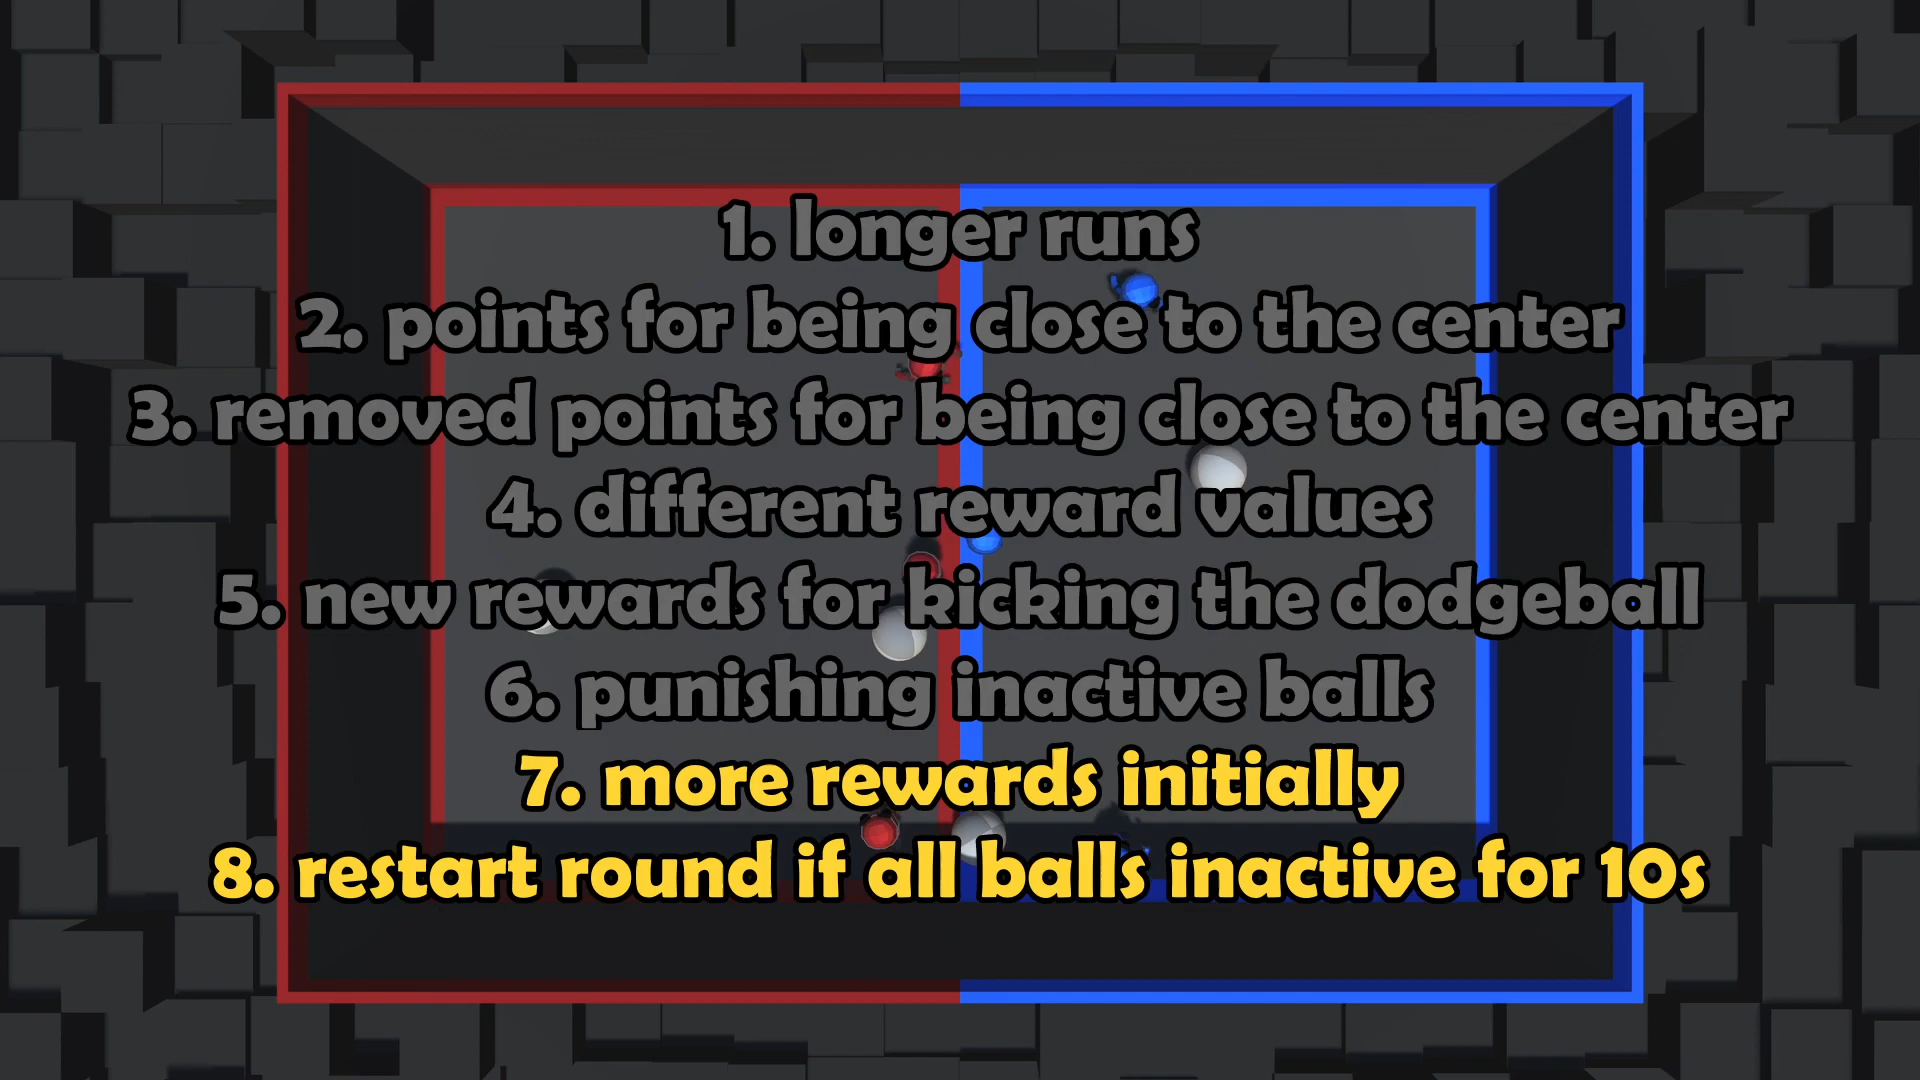 1. longer runs
2. points for being close to the center
3. removed points for being close to the center
4. different reward values
5. new rewards for kicking the dodgeball
6. punishing inactive balls
7. more rewards initially
8. restart round if all balls inactive for 10s